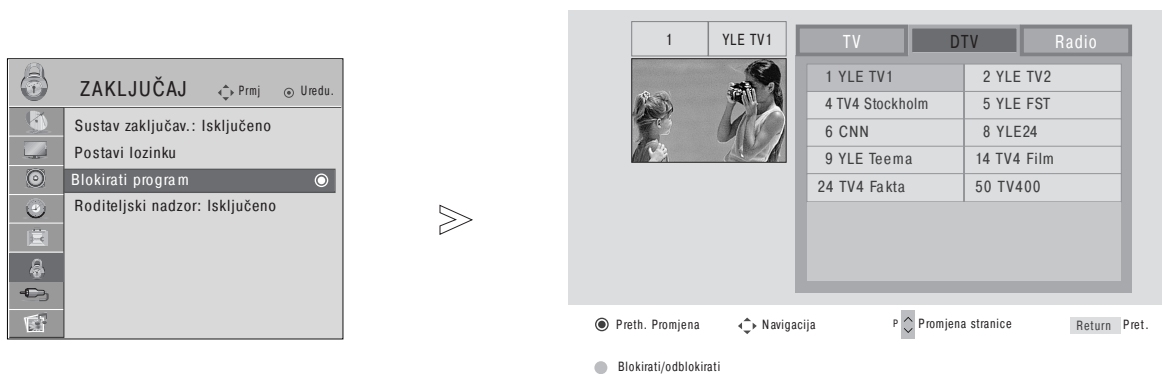 ZAKLJUČAJ Prmj Uredu.
Sustav zaključav.: Isključeno
Postavi lozinku
Blokirati program
Roditeljski nadzor: Isključeno
1 YLE TV1
TV DTV Radio
1 YLE TV1 2 YLE TV2
4 TV4 Stockholm 5 YLE FST
6 CNN 8 YLE24
9 YLE Teema 14 TV4 Film
24 TV4 Fakta 50 TV400
Preth. Promjena Navigacija P Promjena stranice Return Pret.
Blokirati/odblokirati